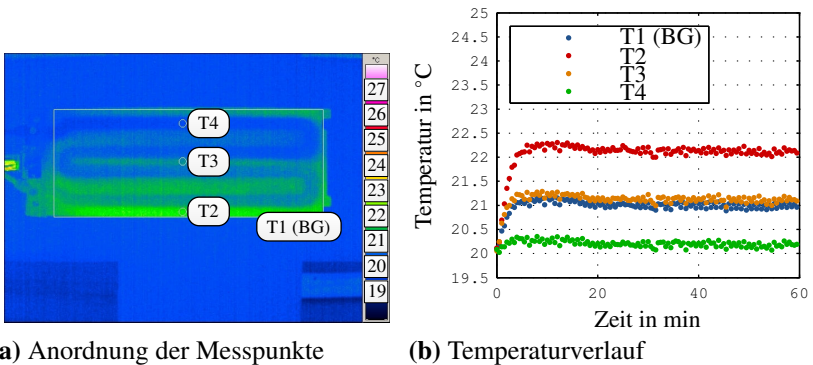 °C
27
26
25
24
23
22
21
20
19
T4
T3
T2
T1 (BG)
a) Anordnung der Messpunkte
25
24.5
24
23.5
23
22.5
22
21.5
21
20.5
20
19.5
0
20
40
60
Temperatur in °C
Zeit in min
T1 (BG)
T2
T3
T4
(b) Temperaturverlauf